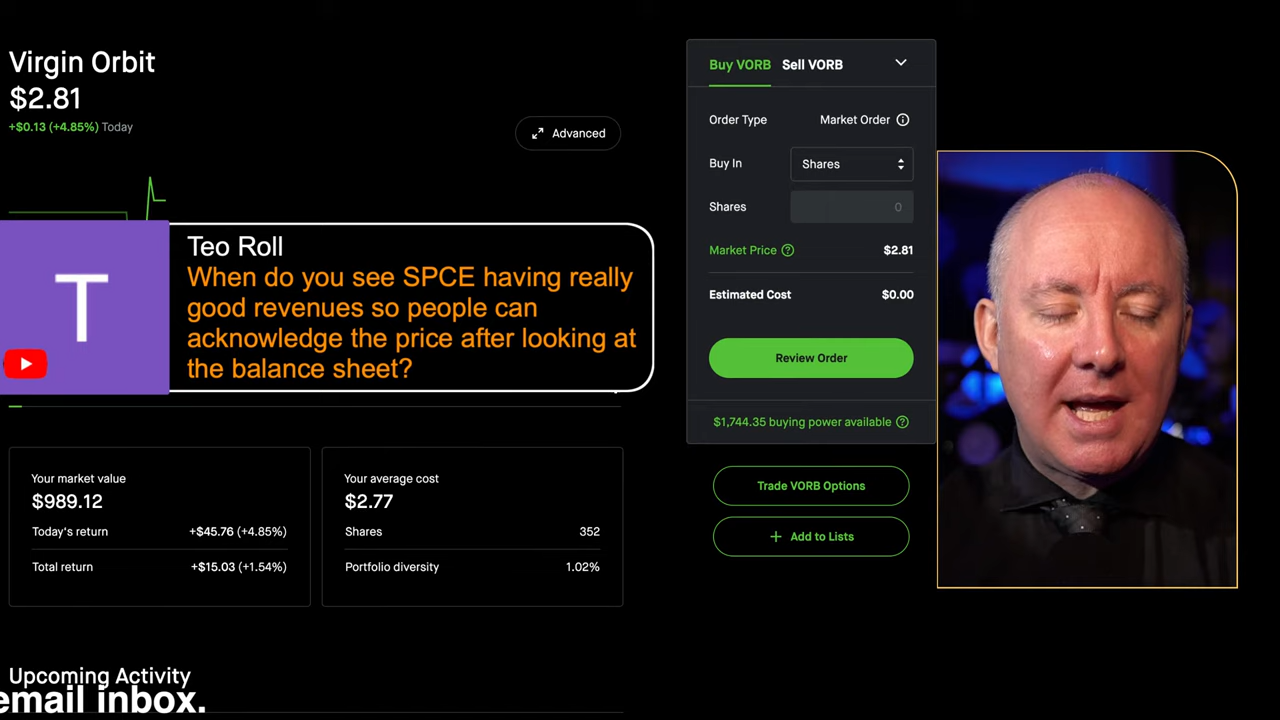 Virgin Orbit
$2.81
+$0.13 (+4.85%) Today
Advanced
T
Teo Roll
When do you see SPCE having really
good revenues so people can
acknowledge the price after looking at
the balance sheet?
Your market value
$989.12
Today's return +$45.76 (+4.85%)
Total return +$15.03 (+1.54%)
Your average cost
$2.77
Shares 352
Portfolio diversity 1.02%
Upcoming Activity
email inbox.
Buy VORB Sell VORB
Order Type Market Order
Buy In Shares
Shares 0
Market Price $2.81
Estimated Cost $0.00
Review Order
$1,744.35 buying power available
Trade VORB Options
+ Add to Lists